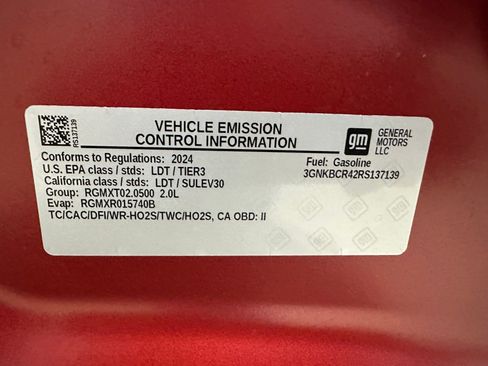 RS137139
VEHICLE EMISSION
CONTROL INFORMATION
gm
GENERAL
MOTORS
LLC
Conforms to Regulations: 2024
U.S. EPA class / stds: LDT / TIER3
California class / stds: LDT / SULEV30
Group: RGMXT02.0500 2.0L
Evap: RGMXR015740B
TC/CAC/DFI/WR-HO2S/TWC/HO2S, CA OBD: II
Fuel: Gasoline
3GNKBCR42RS137139